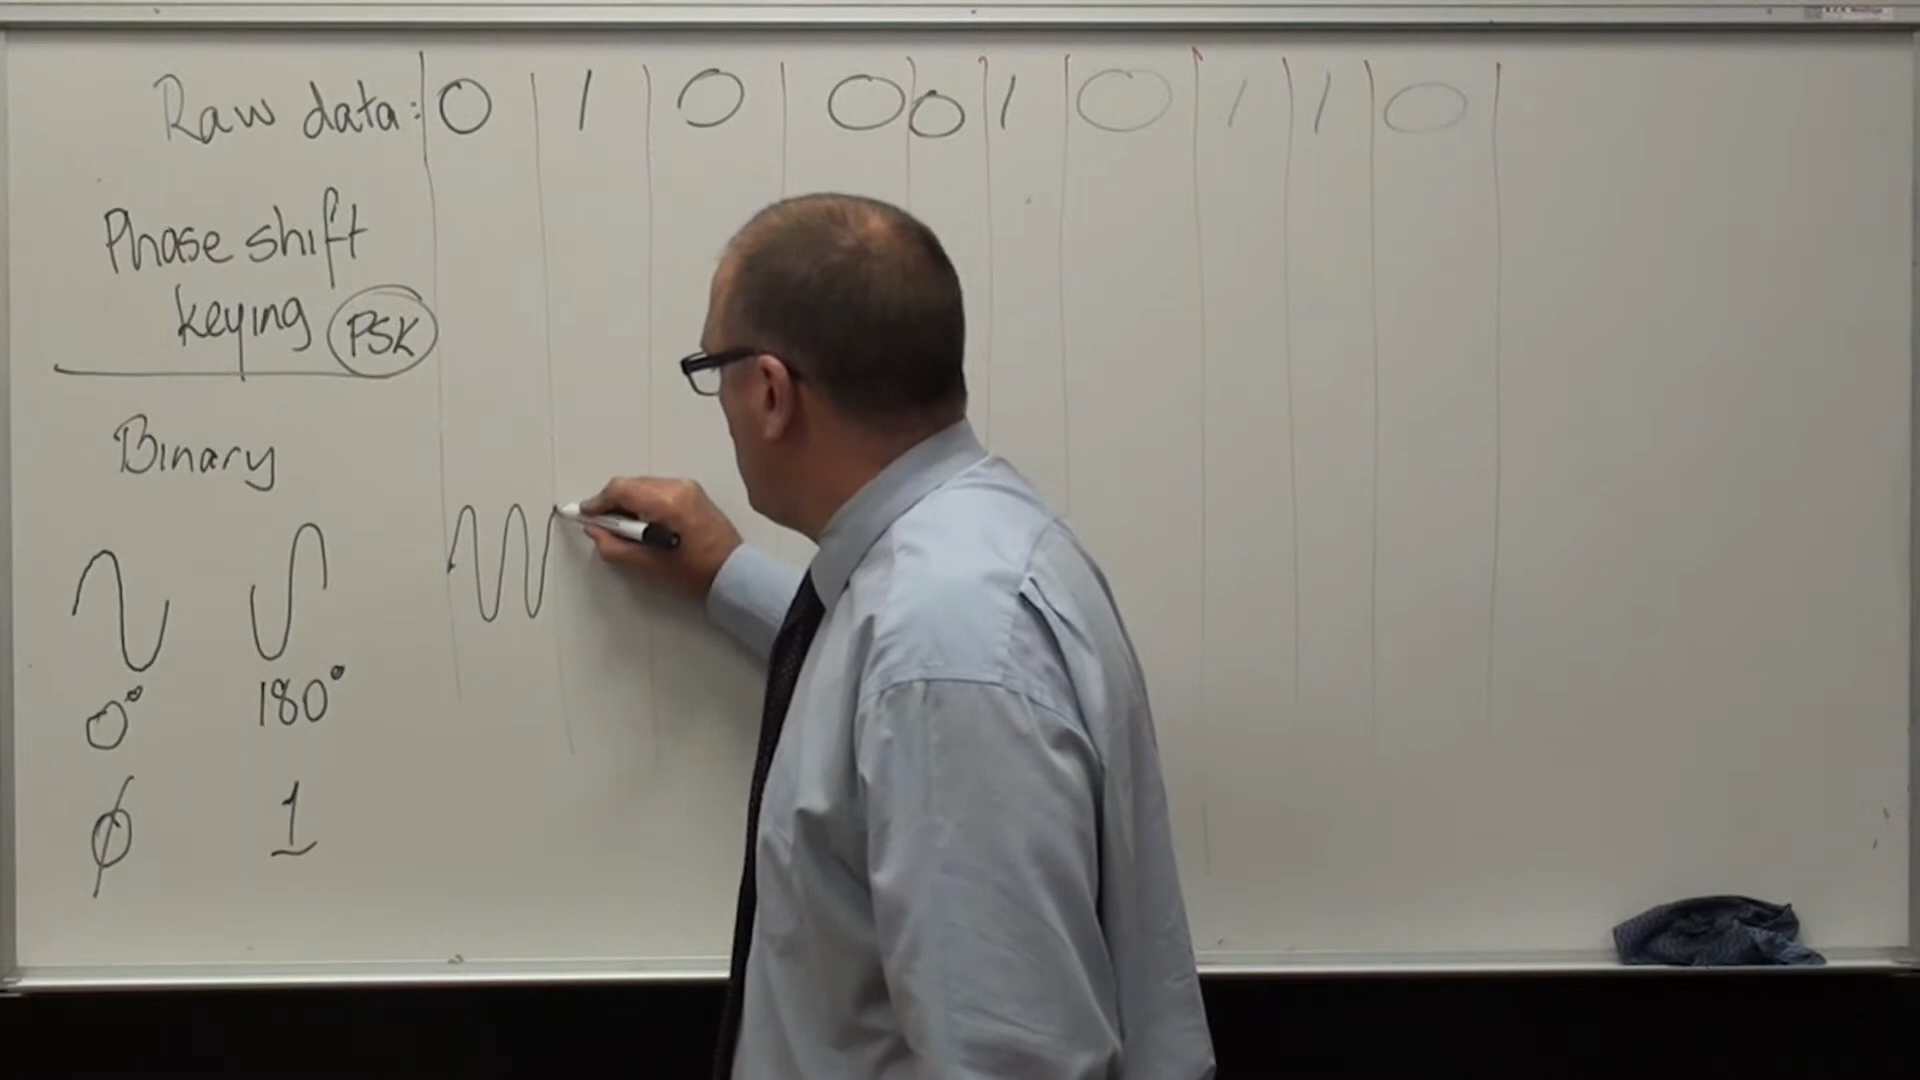 Raw data: 0 1 0 0 0 1 0 1 1 0
Phase shift
keying PSK
Binary
0° 180°
Ø 1